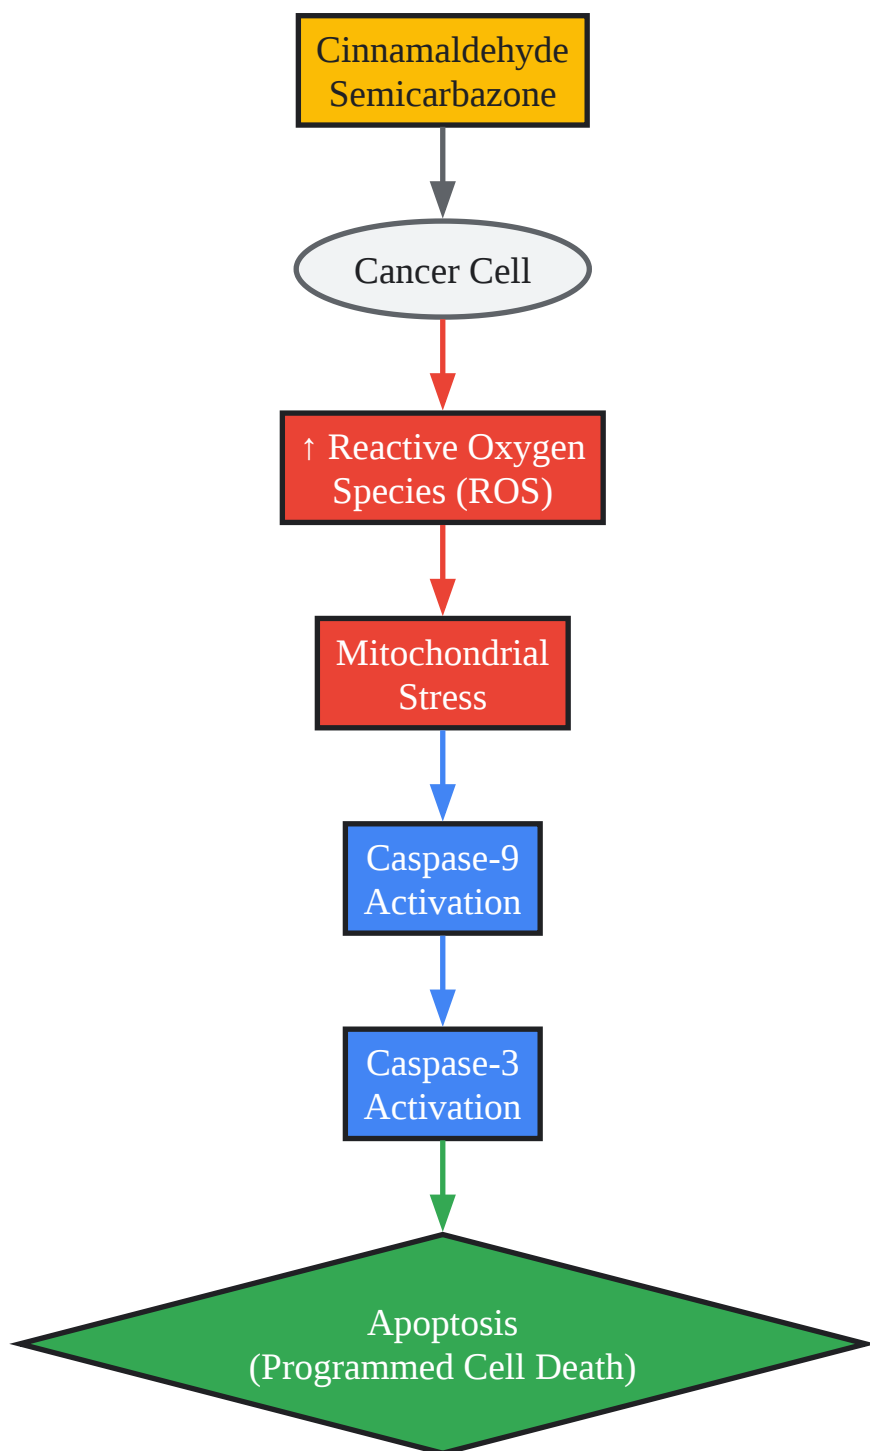 Cinnamaldehyde
Semicarbazone
Cancer Cell
↑ Reactive Oxygen
Species (ROS)
Mitochondrial
Stress
Caspase-9
Activation
Caspase-3
Activation
Apoptosis
(Programmed Cell Death)